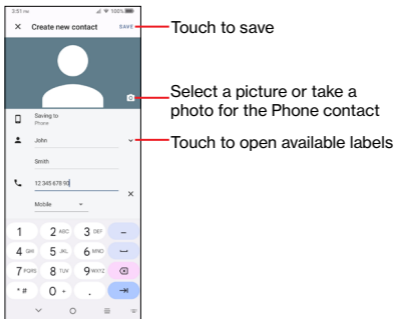 3:51 PM 100%
Create new contact SAVE
Touch to save
Select a picture or take a
photo for the Phone contact
Saving to
Phone
John
Touch to open available labels
Smith
12 345 678 90
Mobile
1 2 ABC 3 DEF -
4 GHI 5 JKL 6 MNO
7 PQRS 8 TUV 9 WXYZ
* # 0 + .